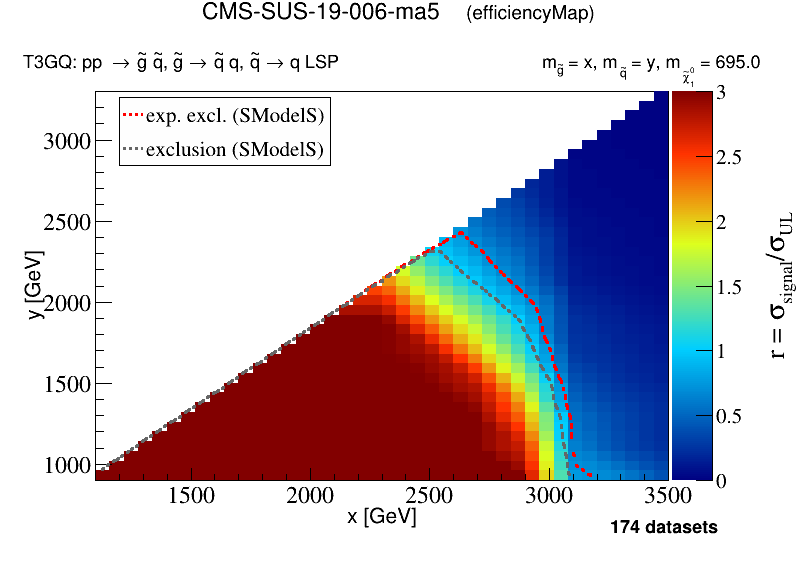 CMS-SUS-19-006-ma5 (efficiencyMap)
T3GQ: pp → g̃ q̃, g̃ → q̃ q, q̃ → q LSP
m_g̃ = x, m_q̃ = y, m_χ̃₁⁰ = 695.0
exp. excl. (SModelS)
exclusion (SModelS)
y [GeV]
3000
2500
2000
1500
1000
1500
2000
2500
3000
3500
x [GeV]
3
2.5
2
1.5
1
0.5
0
r = σ_signal/σ_UL
174 datasets